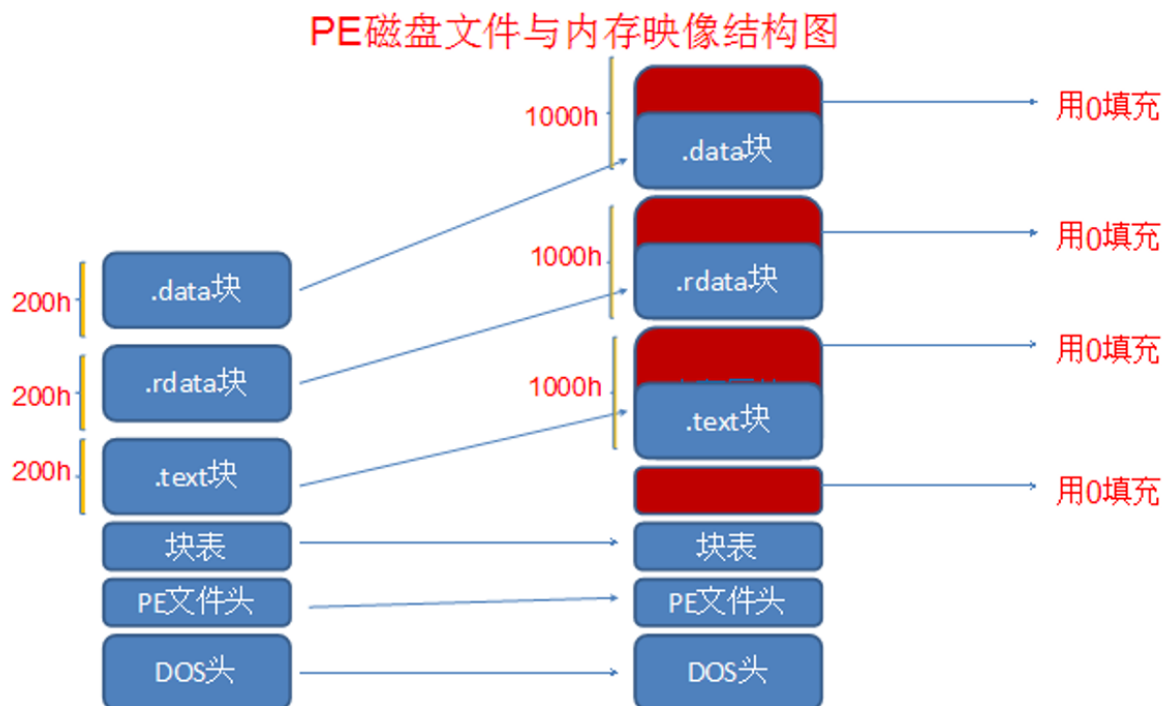 PE磁盘文件与内存映像结构图
1000h
.data块
用0填充
1000h
.rdata块
用0填充
200h
.data块
200h
.rdata块
1000h
.text块
用0填充
200h
.text块
用0填充
块表
块表
PE文件头
PE文件头
DOS头
DOS头